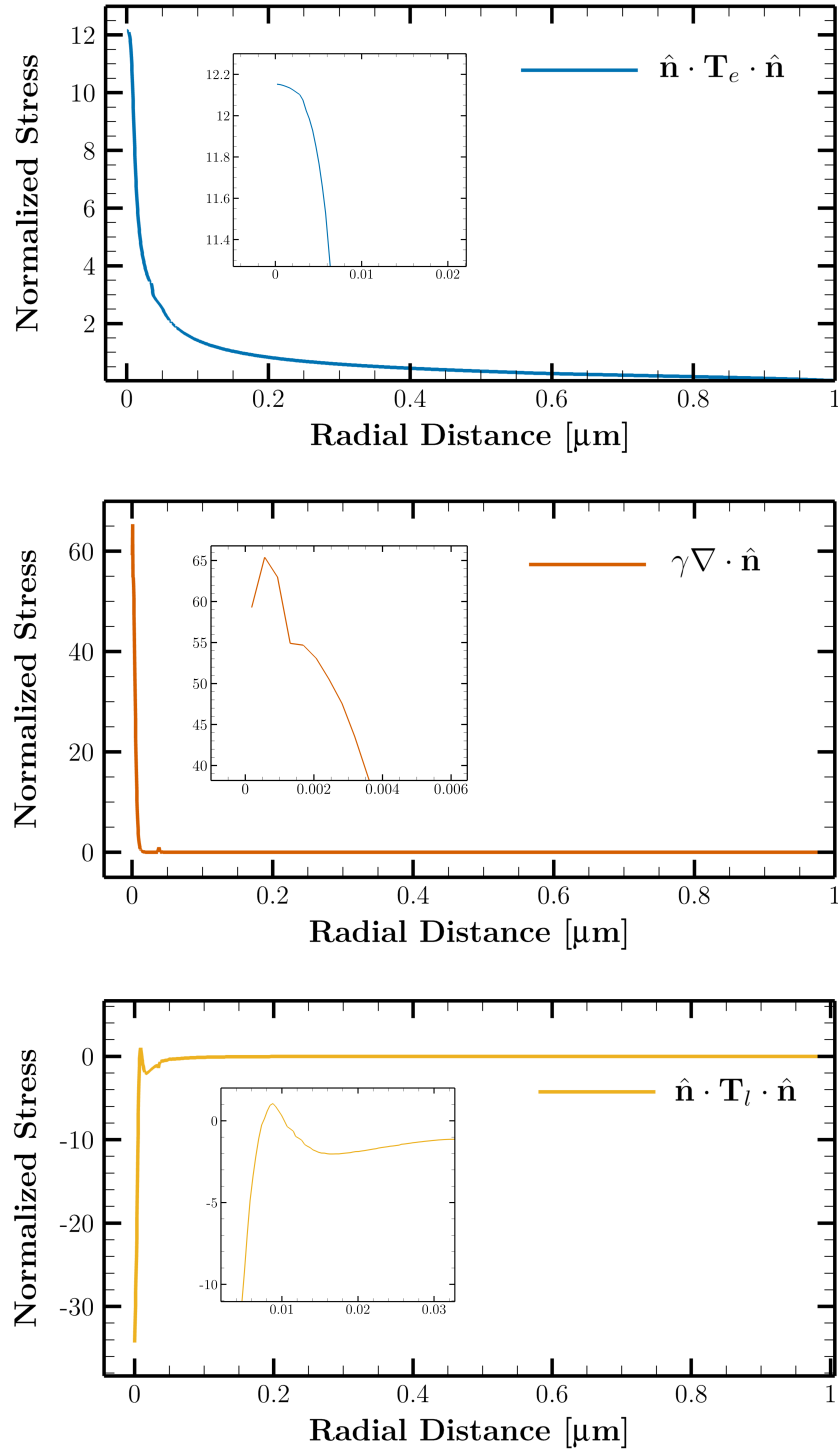 n̂ · Tₑ · n̂
Normalized Stress
12
10
8
6
4
2
12.2
12
11.8
11.6
11.4
0 0.01 0.02
0 0.2 0.4 0.6 0.8 1
Radial Distance [μm]
γ∇ · n̂
Normalized Stress
60
40
20
0
65
60
55
50
45
40
0 0.002 0.004 0.006
0 0.2 0.4 0.6 0.8 1
Radial Distance [μm]
n̂ · Tₗ · n̂
Normalized Stress
0
-10
-20
-30
0
-5
-10
0.01 0.02 0.03
0 0.2 0.4 0.6 0.8 1
Radial Distance [μm]